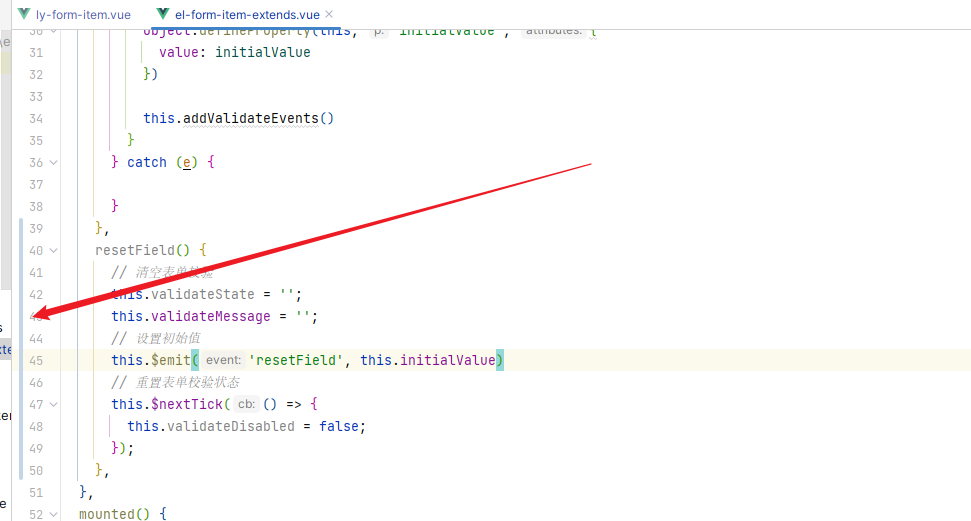 ly-form-item.vue el-form-item-extends.vue
30 object.defineProperty(this, p: 'initialValue', attributes: {
31 value: initialValue
32 })
33
34 this.addValidateEvents()
35 }
36 } catch (e) {
37
38 }
39 },
40 resetField() {
41 // 清空表单校验
42 this.validateState = '';
43 this.validateMessage = '';
44 // 设置初始值
45 this.$emit( event: 'resetField', this.initialValue)
46 // 重置表单校验状态
47 this.$nextTick( cb: () => {
48 this.validateDisabled = false;
49 });
50 },
51 },
52 mounted() {